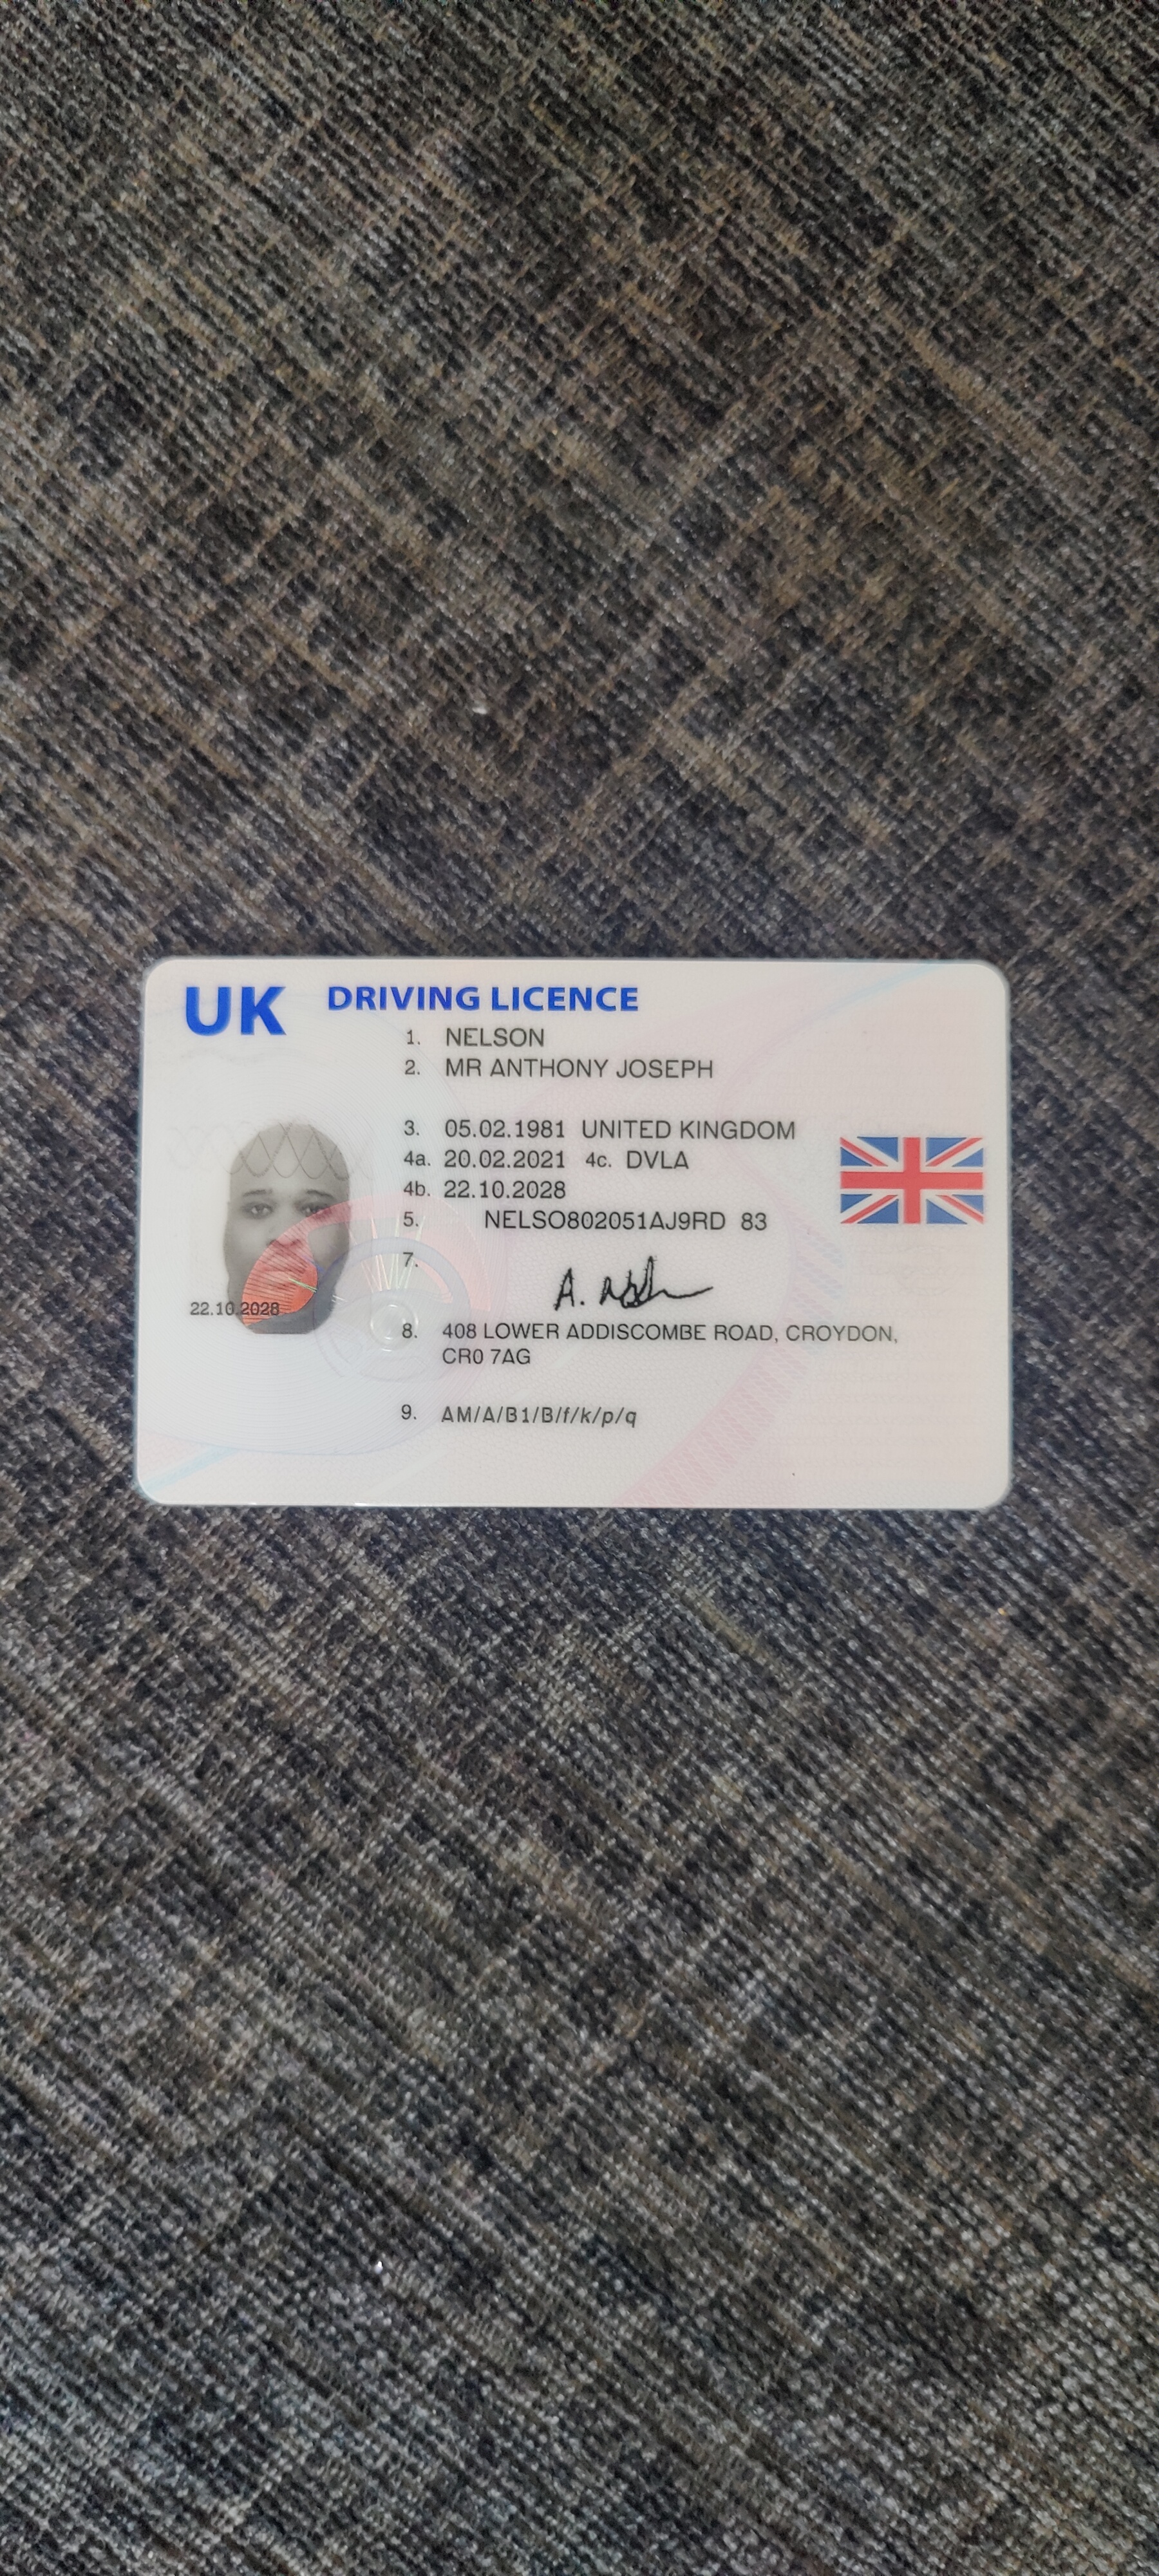 UK DRIVING LICENCE
1. NELSON
2. MR ANTHONY JOSEPH
3. 05.02.1981 UNITED KINGDOM
4a. 20.02.2021 4c. DVLA
4b. 22.10.2028
5. NELSO802051AJ9RD 83
7.
22.10.2028
8. 408 LOWER ADDISCOMBE ROAD, CROYDON,
CR0 7AG
9. AM/A/B1/B/f/k/p/q